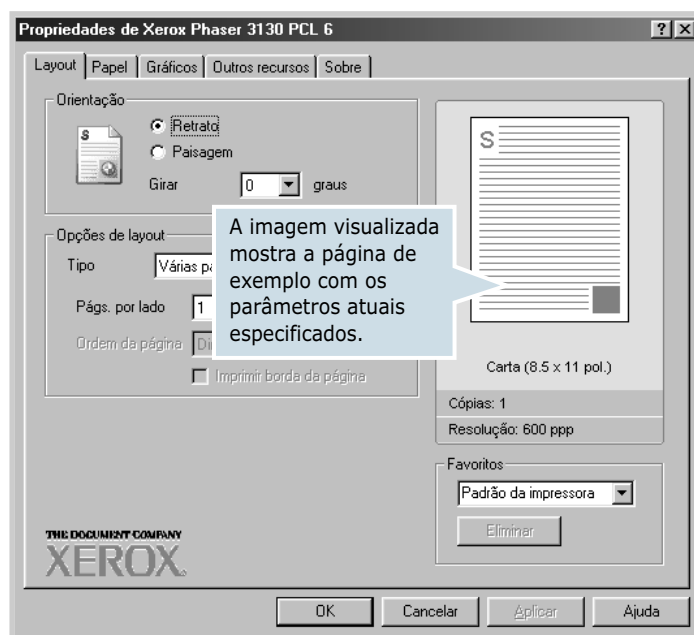 Propriedades de Xerox Phaser 3130 PCL 6
Layout Papel Gráficos Outros recursos Sobre
Orientação
S
Retrato
Paisagem
Girar 0 graus
Opções de layout
Tipo Várias
Págs. por lado 1
Ordem da página
Imprimir borda da página
A imagem visualizada
mostra a página de
exemplo com os
parâmetros atuais
especificados.
S
Carta (8.5 x 11 pol.)
Cópias: 1
Resolução: 600 ppp
Favoritos
Padrão da impressora
Eliminar
THE DOCUMENT COMPANY
XEROX
OK Cancelar Aplicar Ajuda